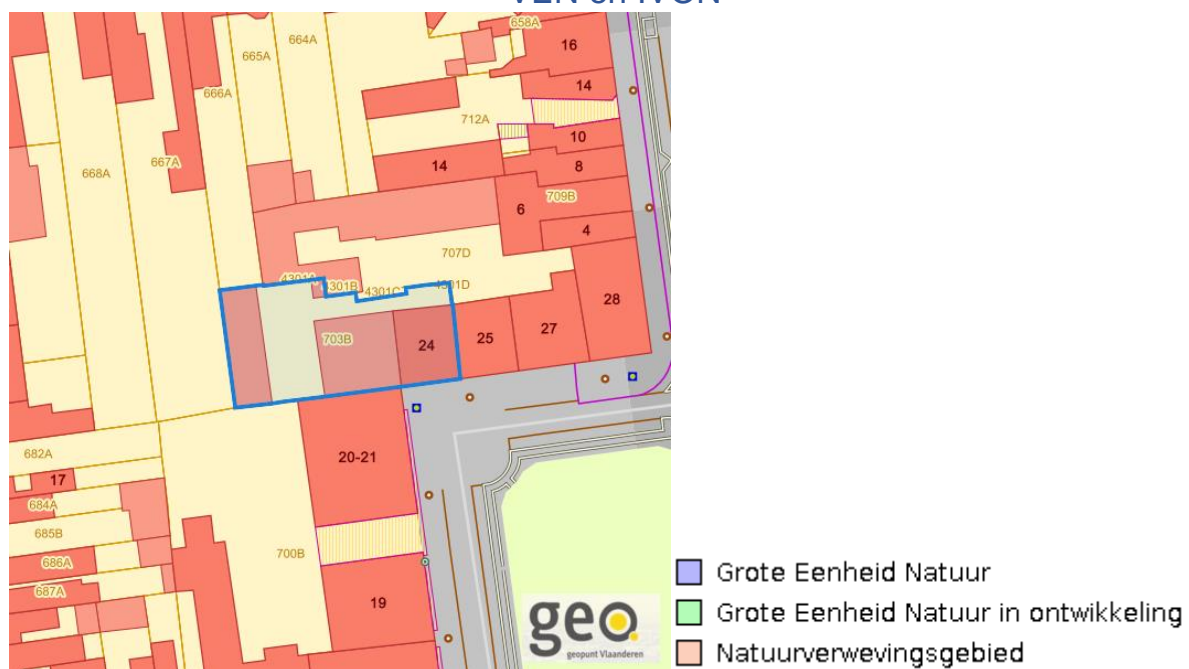 VEN en IVON
658A
664A
16
665A
14
666A
712A
10
667A
14
8
668A
709B
6
4
707D
4301A
4301B
4301C
4301D
28
27
703B
24
25
682A
20-21
17
684A
685B
700B
686A
687A
19
geo
geopunt Vlaanderen
Grote Eenheid Natuur
Grote Eenheid Natuur in ontwikkeling
Natuurverwevingsgebied